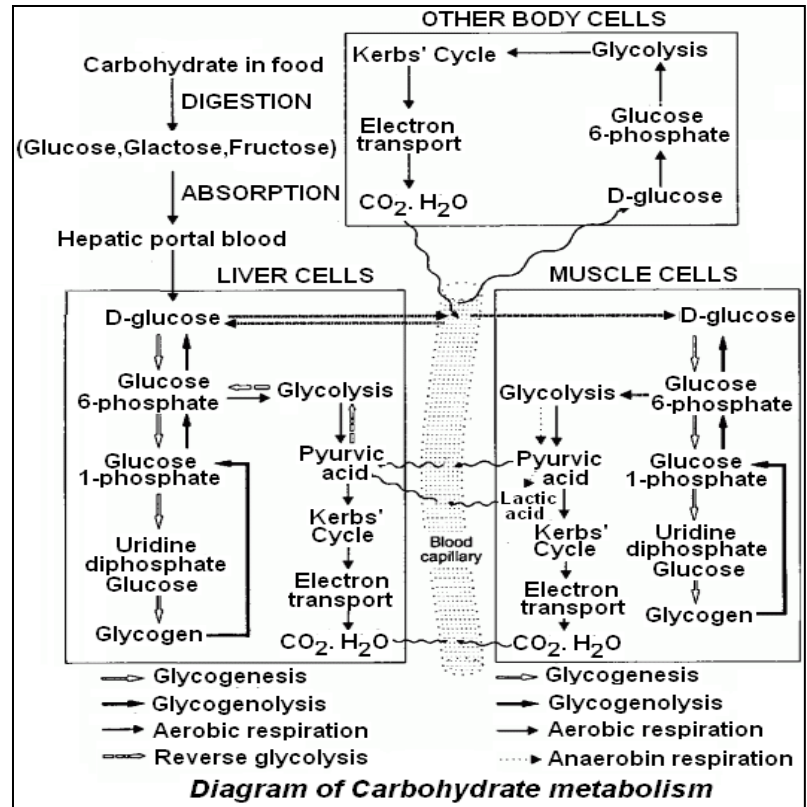 OTHER BODY CELLS
Kerbs' Cycle
Glycolysis
Electron
transport
Glucose
6-phosphate
CO2. H2O
D-glucose
Carbohydrate in food
DIGESTION
(Glucose,Glactose,Fructose)
ABSORPTION
Hepatic portal blood
LIVER CELLS
D-glucose
Glucose
6-phosphate
Glycolysis
Glucose
1-phosphate
Pyurvic
acid
Kerbs'
Cycle
Uridine
diphosphate
Glucose
Electron
transport
Glycogen
CO2. H2O
Blood
capillary
MUSCLE CELLS
D-glucose
Glycolysis
Glucose
6-phosphate
Pyurvic
acid
Lactic
acid
Glucose
1-phosphate
Kerbs'
Cycle
Uridine
diphosphate
Glucose
Electron
transport
Glycogen
CO2. H2O
Glycogenesis
Glycogenolysis
Aerobic respiration
Reverse glycolysis
Glycogenesis
Glycogenolysis
Aerobic respiration
Anaerobin respiration
Diagram of Carbohydrate metabolism